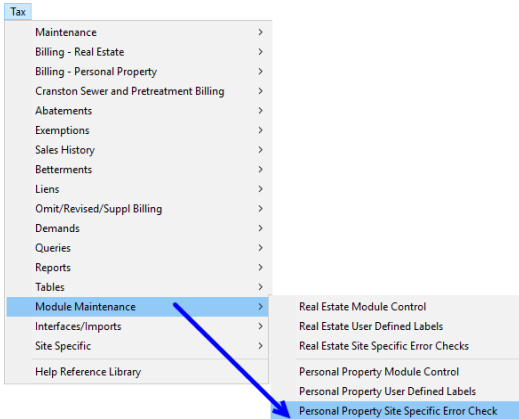 Tax
Maintenance
Billing - Real Estate
Billing - Personal Property
Cranston Sewer and Pretreatment Billing
Abatements
Exemptions
Sales History
Betterments
Liens
Omit/Revised/Suppl Billing
Demands
Queries
Reports
Tables
Module Maintenance
Interfaces/Imports
Site Specific
Help Reference Library
Real Estate Module Control
Real Estate User Defined Labels
Real Estate Site Specific Error Checks
Personal Property Module Control
Personal Property User Defined Labels
Personal Property Site Specific Error Check